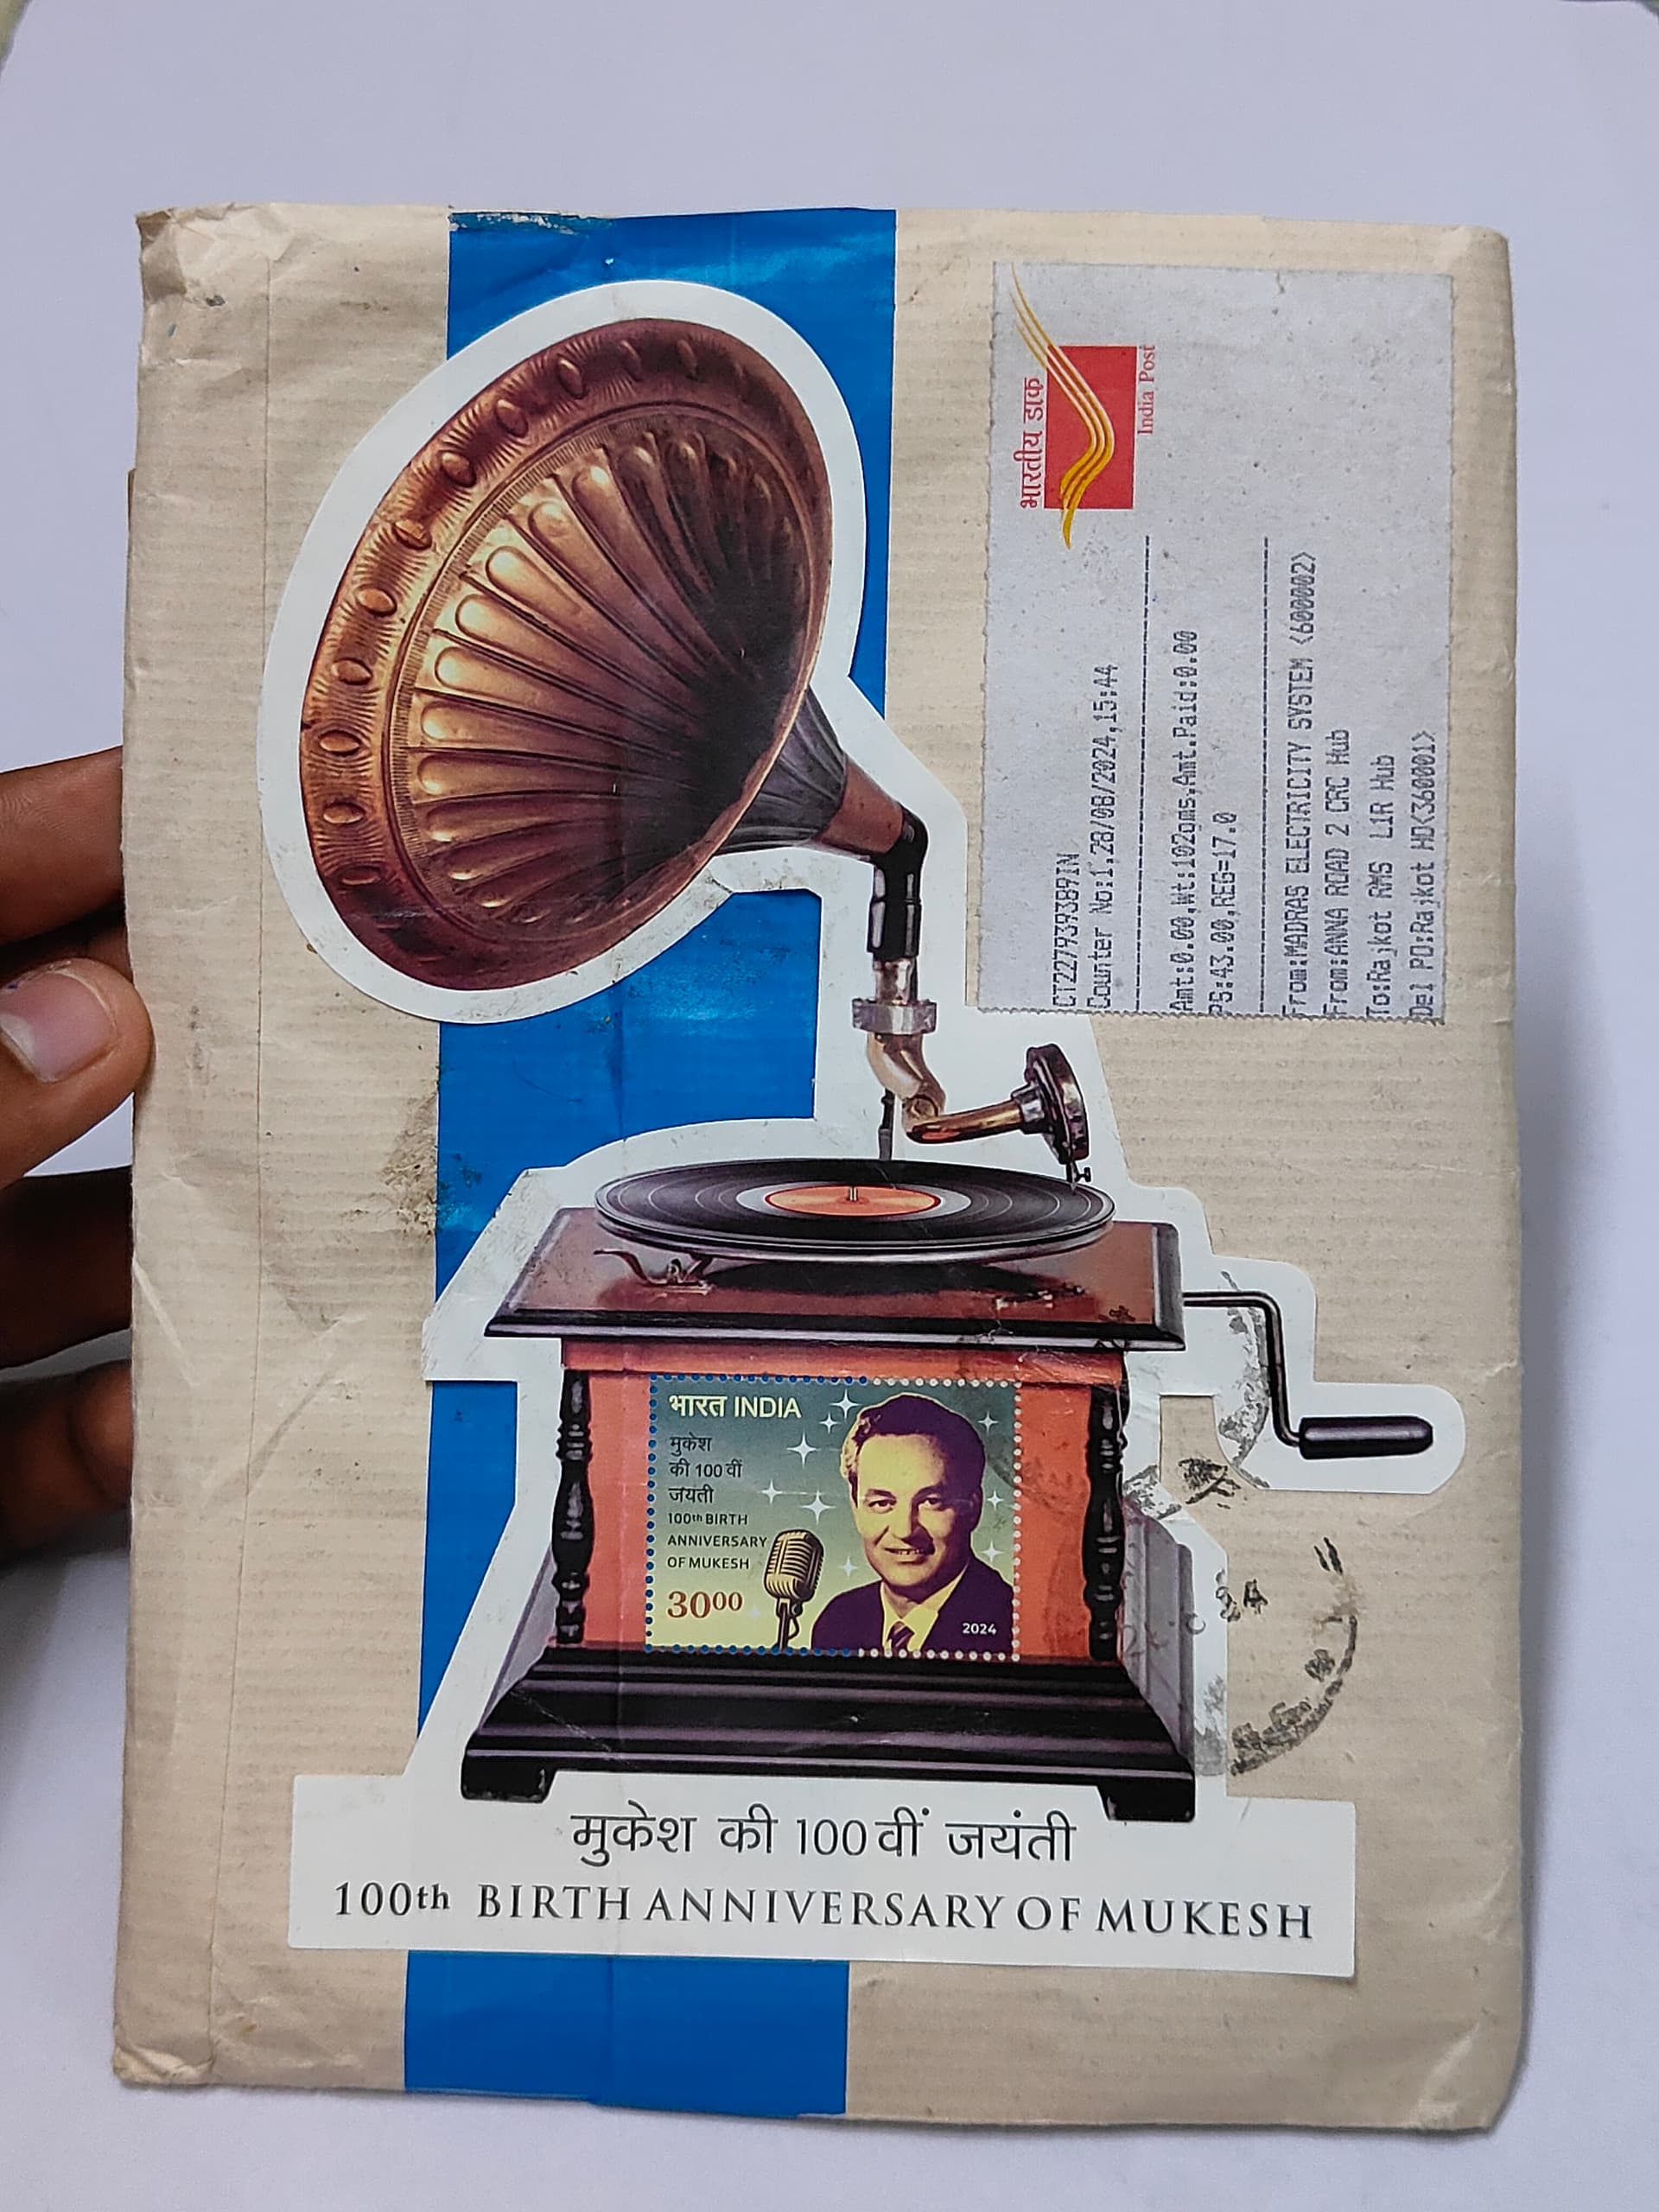 भारतीय डाक
India Post
CT227939389IN
Counter No:1,28/08/2024,15:44
Amt:0.00,Wt:102gms,Amt.Paid:0.00
PS:43.00,REG=17.0
From:MADRAS ELECTRICITY SYSTEM <600002>
From:ANNA ROAD 2 CRC Hub
To:Rajkot RMS L1R Hub
Del PO:Rajkot HO<360001>
भारत INDIA
मुकेश
की 100 वीं
जयंती
100th BIRTH
ANNIVERSARY
OF MUKESH
3000
2024
मुकेश की 100 वीं जयंती
100th BIRTH ANNIVERSARY OF MUKESH